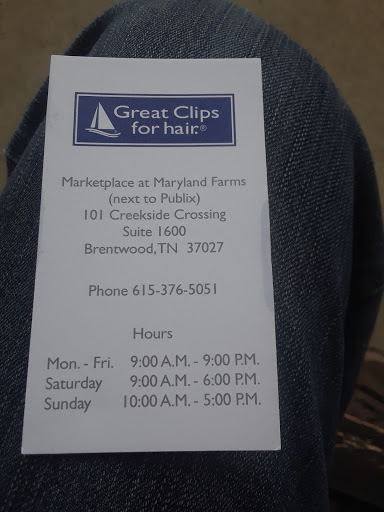 Great Clips
for hair.®
Marketplace at Maryland Farms
(next to Publix)
101 Creekside Crossing
Suite 1600
Brentwood, TN 37027
Phone 615-376-5051
Hours
Mon. - Fri. 9:00 A.M. - 9:00 P.M.
Saturday 9:00 A.M. - 6:00 P.M.
Sunday 10:00 A.M. - 5:00 P.M.